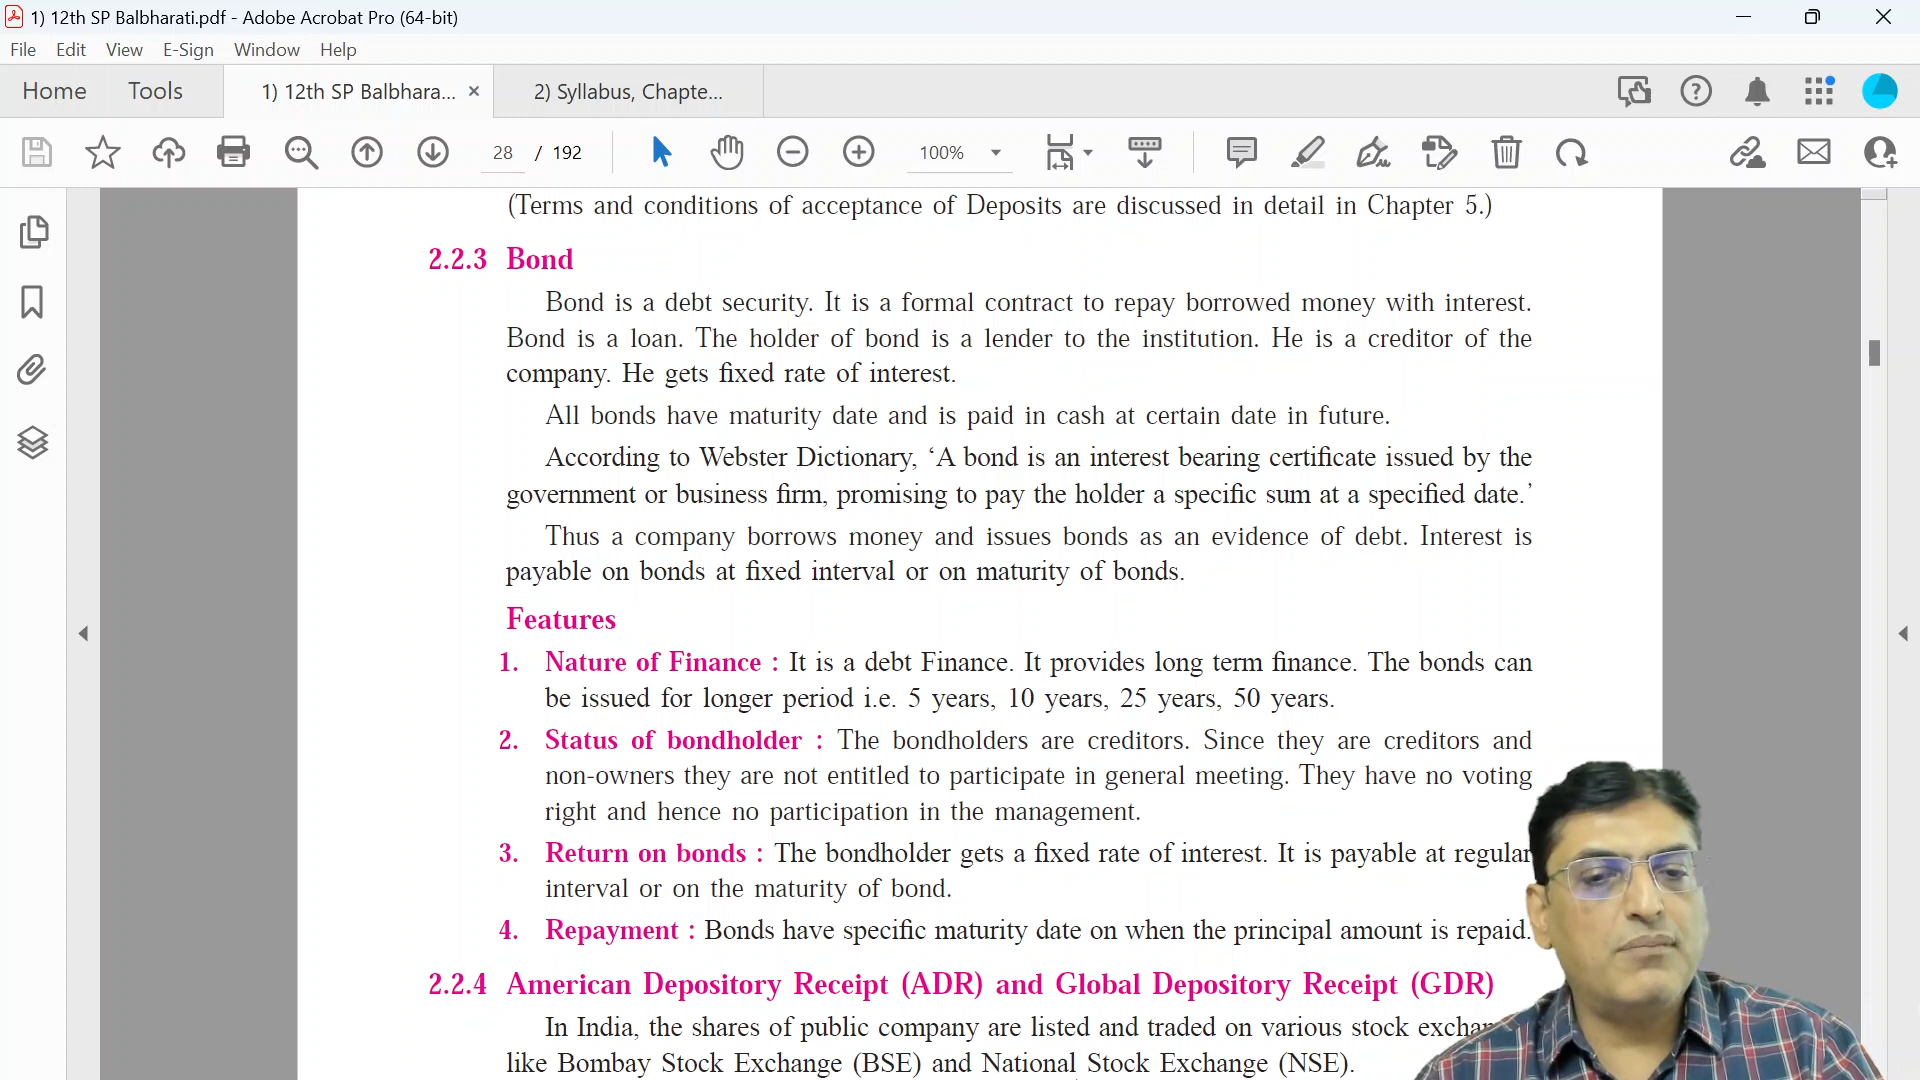 1) 12th SP Balbharati.pdf - Adobe Acrobat Pro (64-bit)
File Edit View E-Sign Window Help
Home Tools 1) 12th SP Balbhara... × 2) Syllabus, Chapte...
28 / 192 100%
(Terms and conditions of acceptance of Deposits are discussed in detail in Chapter 5.)
2.2.3 Bond
Bond is a debt security. It is a formal contract to repay borrowed money with interest.
Bond is a loan. The holder of bond is a lender to the institution. He is a creditor of the
company. He gets fixed rate of interest.
All bonds have maturity date and is paid in cash at certain date in future.
According to Webster Dictionary, ‘A bond is an interest bearing certificate issued by the
government or business firm, promising to pay the holder a specific sum at a specified date.’
Thus a company borrows money and issues bonds as an evidence of debt. Interest is
payable on bonds at fixed interval or on maturity of bonds.
Features
1. Nature of Finance : It is a debt Finance. It provides long term finance. The bonds can
be issued for longer period i.e. 5 years, 10 years, 25 years, 50 years.
2. Status of bondholder : The bondholders are creditors. Since they are creditors and
non-owners they are not entitled to participate in general meeting. They have no voting
right and hence no participation in the management.
3. Return on bonds : The bondholder gets a fixed rate of interest. It is payable at regular
interval or on the maturity of bond.
4. Repayment : Bonds have specific maturity date on when the principal amount is repaid.
2.2.4 American Depository Receipt (ADR) and Global Depository Receipt (GDR)
In India, the shares of public company are listed and traded on various stock
like Bombay Stock Exchange (BSE) and National Stock Exchange (NSE).